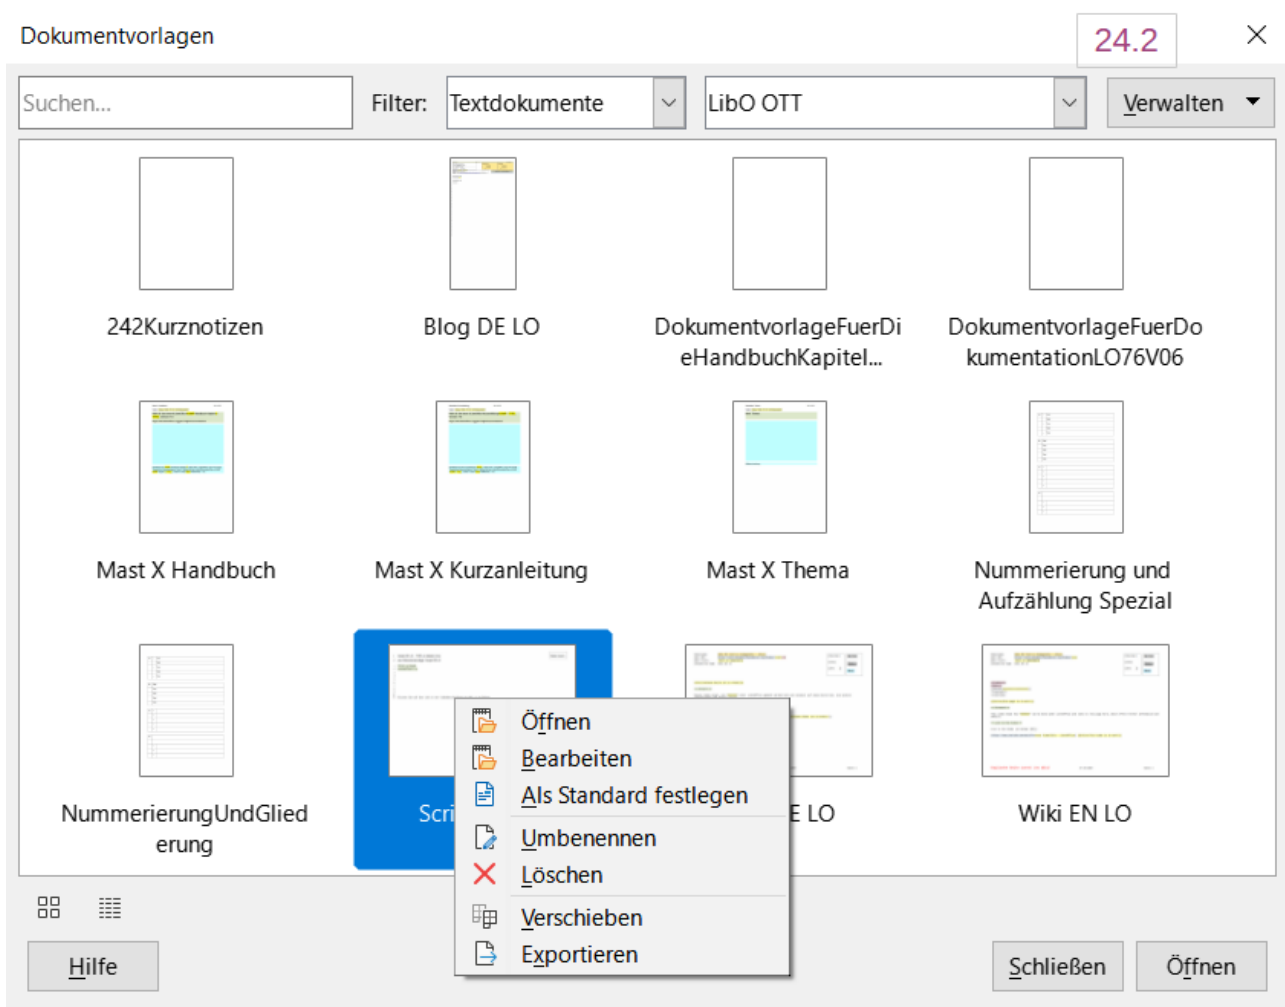 Dokumentvorlagen
24.2
Suchen...
Filter:
Textdokumente
LibO OTT
Verwalten
242Kurznotizen
Blog DE LO
DokumentvorlageFuerDi
eHandbuchKapitel...
DokumentvorlageFuerDo
kumentationLO76V06
Mast X Handbuch
Mast X Kurzanleitung
Mast X Thema
Nummerierung und
Aufzählung Spezial
NummerierungUndGlied
erung
Scri
E LO
Wiki EN LO
Öffnen
Bearbeiten
Als Standard festlegen
Umbenennen
Löschen
Verschieben
Exportieren
Hilfe
Schließen
Öffnen